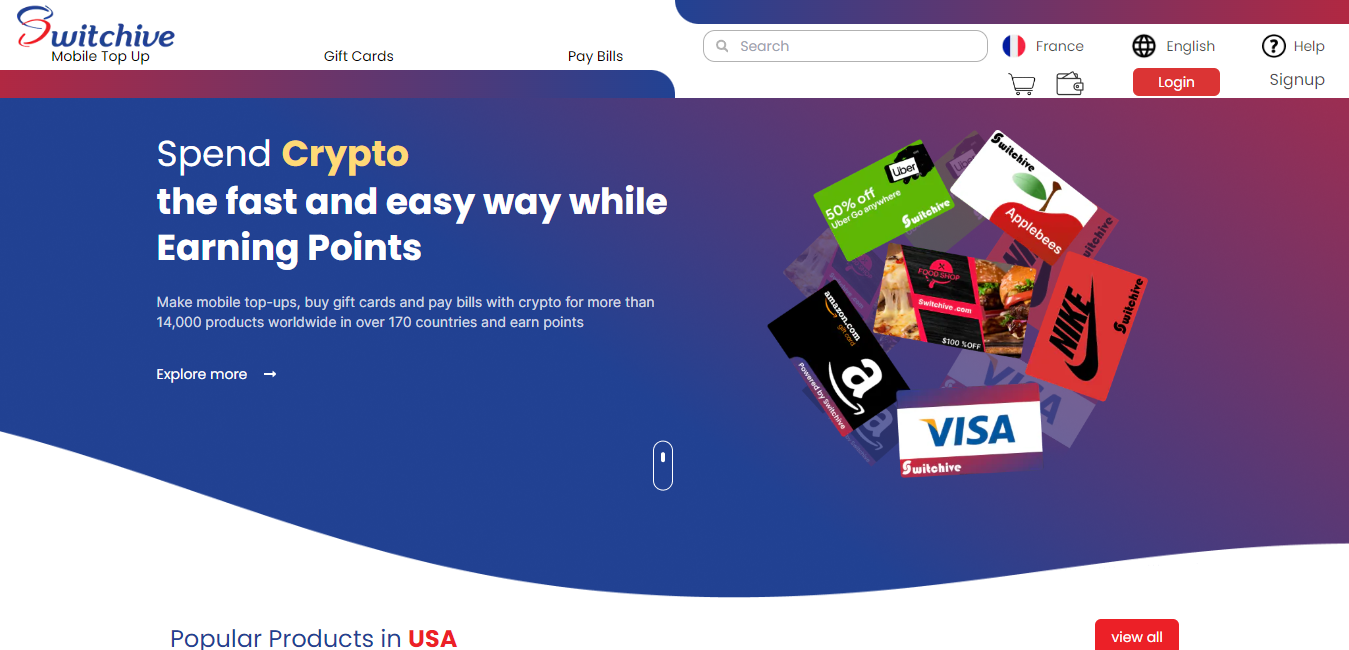 Switchive
Mobile Top Up
Gift Cards
Pay Bills
Search
France
English
Help
Login
Signup
Spend Crypto
the fast and easy way while
Earning Points
Make mobile top-ups, buy gift cards and pay bills with crypto for more than
14,000 products worldwide in over 170 countries and earn points
Explore more
Uber
50% off
Uber Go anywhere
Switchive
Switchive
Applebees
Switchive
FOOD SHOP
Switchive .com
$100 %OFF
NIKE
Switchive
amazon.com
gift card
a
Powered by Switchive
VISA
VISA
Switchive
Popular Products in USA
view all